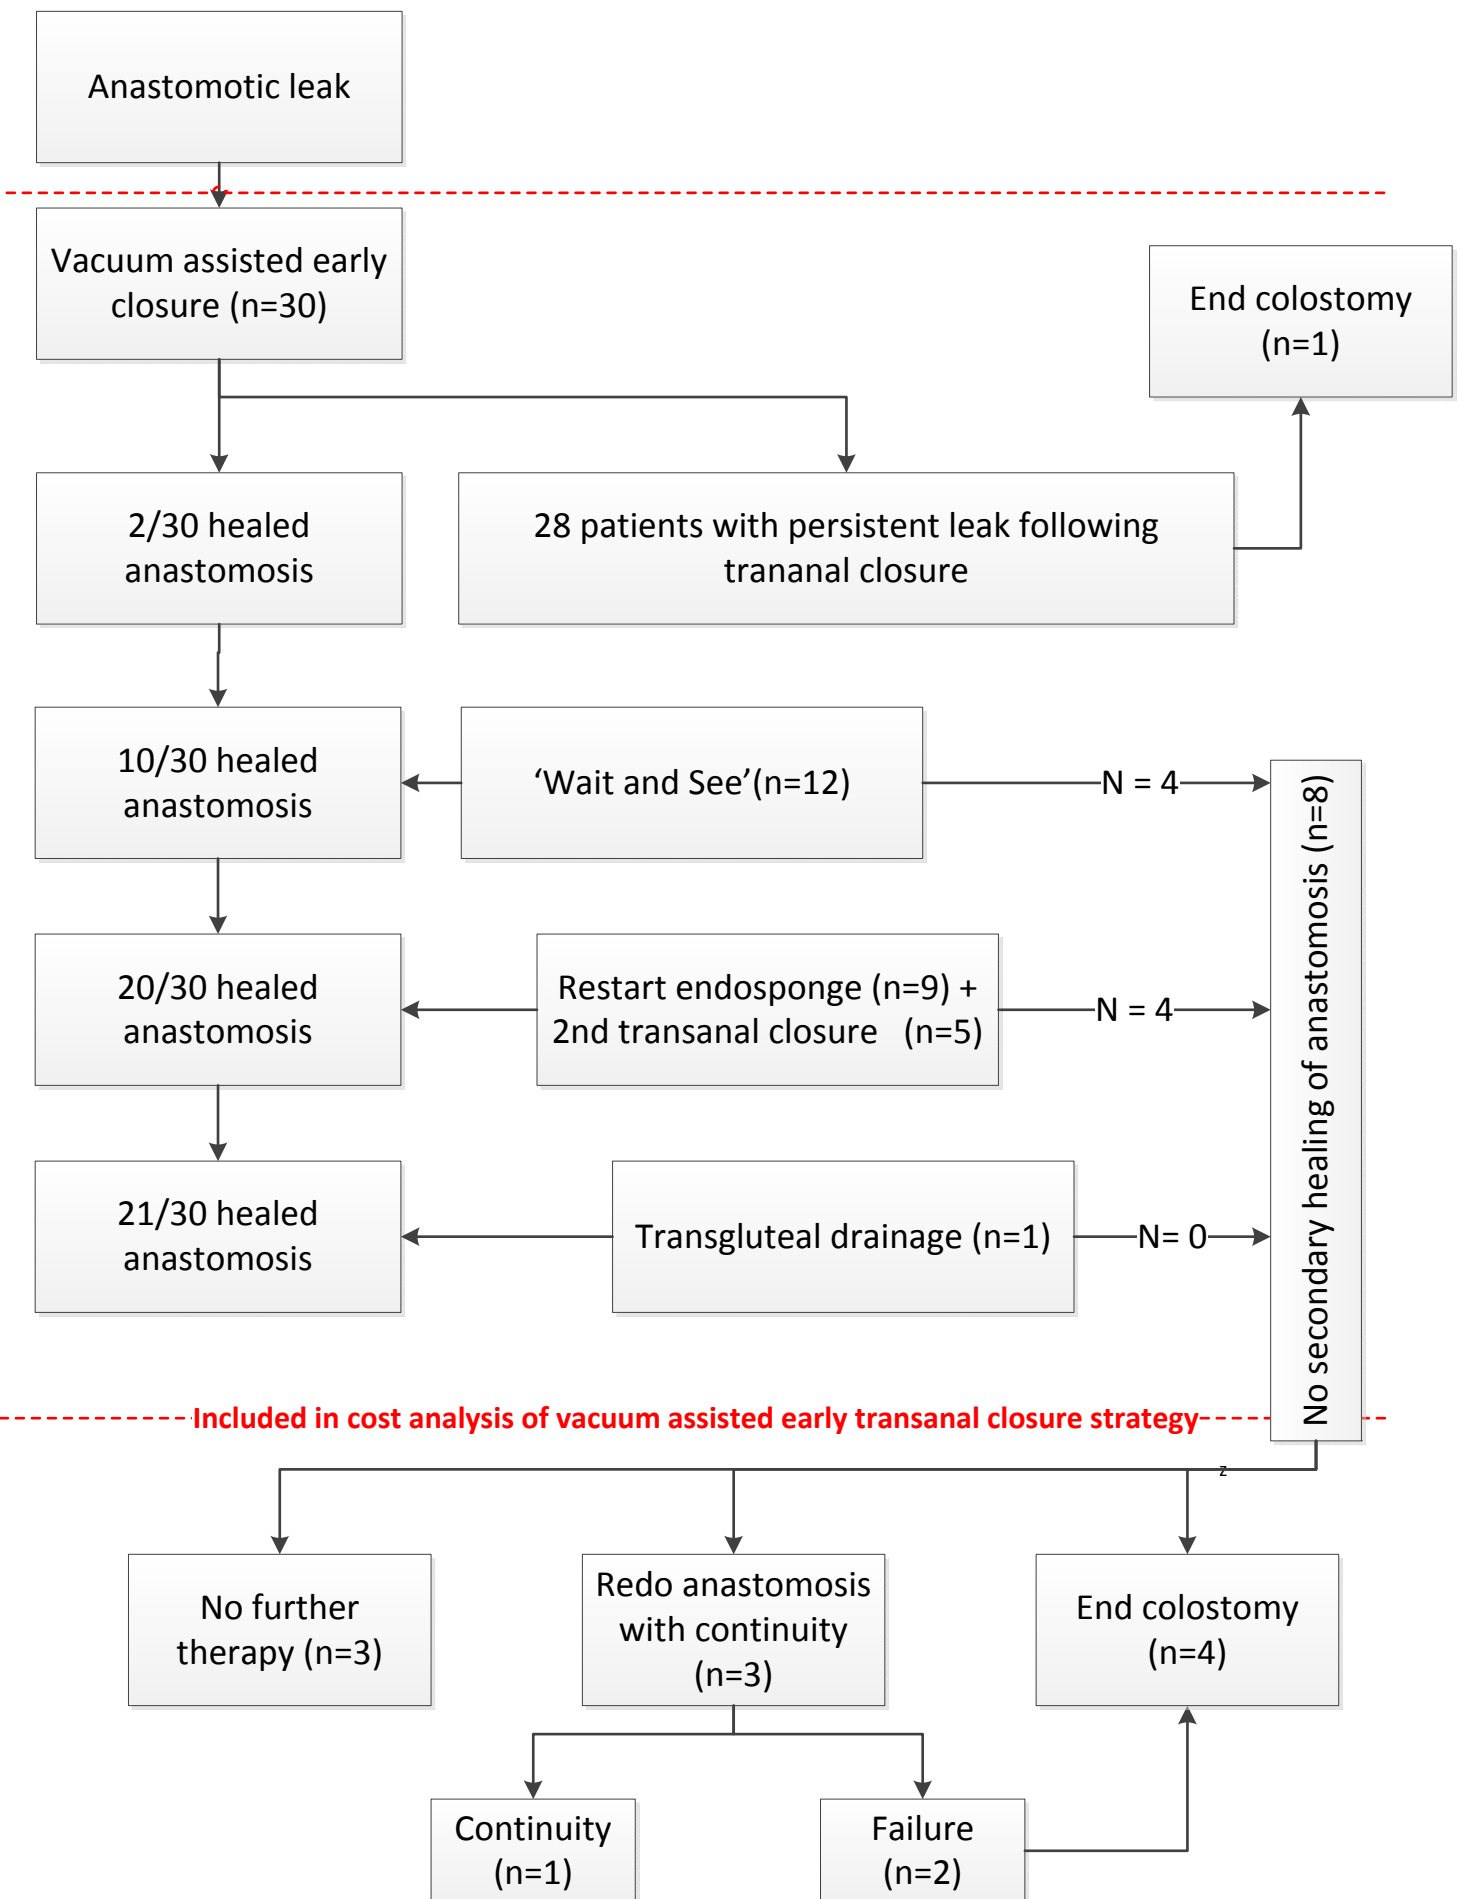 Anastomotic leak
Vacuum assisted early
closure (n=30)
End colostomy
(n=1)
2/30 healed
anastomosis
28 patients with persistent leak following
trananal closure
10/30 healed
anastomosis
‘Wait and See’(n=12)
N = 4
No secondary healing of anastomosis (n=8)
20/30 healed
anastomosis
Restart endosponge (n=9) +
2nd transanal closure (n=5)
N = 4
21/30 healed
anastomosis
Transgluteal drainage (n=1)
N= 0
Included in cost analysis of vacuum assisted early transanal closure strategy
z
No further
therapy (n=3)
Redo anastomosis
with continuity
(n=3)
End colostomy
(n=4)
Continuity
(n=1)
Failure
(n=2)